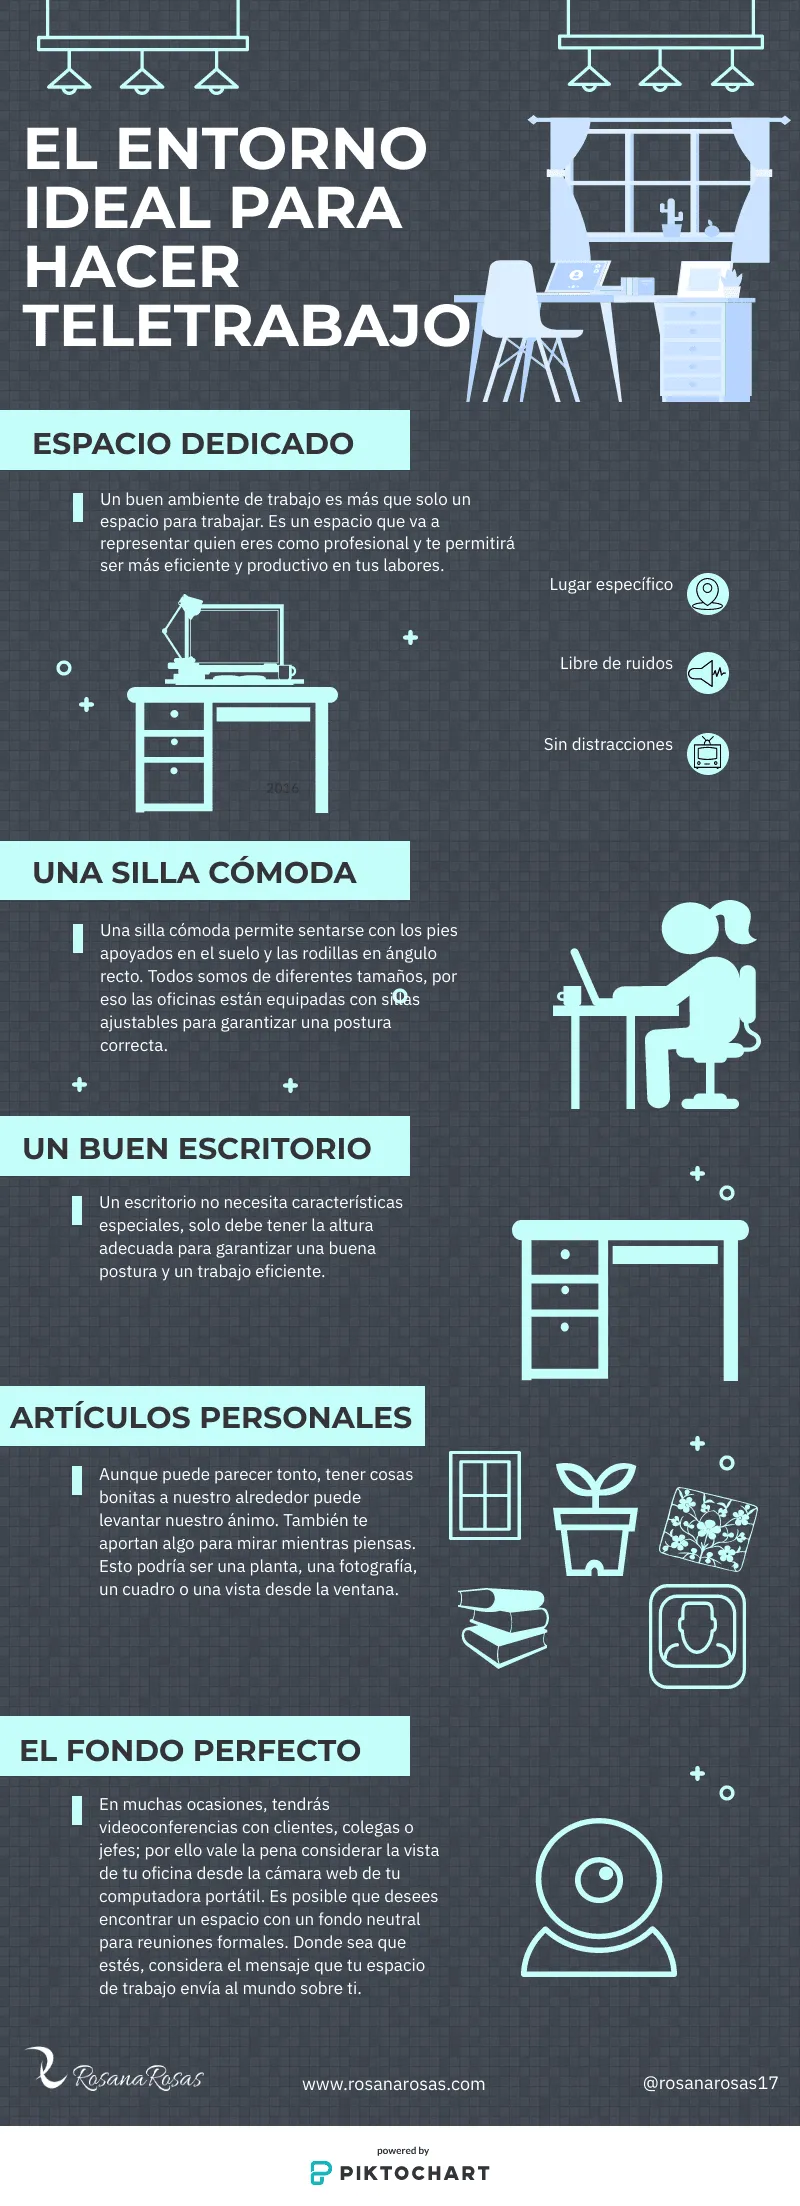 EL ENTORNO
IDEAL PARA
HACER
TELETRABAJO
ESPACIO DEDICADO
Un buen ambiente de trabajo es más que solo un
espacio para trabajar. Es un espacio que va a
representar quien eres como profesional y te permitirá
ser más eficiente y productivo en tus labores.
Lugar específico
Libre de ruidos
Sin distracciones
2016
UNA SILLA CÓMODA
Una silla cómoda permite sentarse con los pies
apoyados en el suelo y las rodillas en ángulo
recto. Todos somos de diferentes tamaños, por
eso las oficinas están equipadas con sillas
ajustables para garantizar una postura
correcta.
UN BUEN ESCRITORIO
Un escritorio no necesita características
especiales, solo debe tener la altura
adecuada para garantizar una buena
postura y un trabajo eficiente.
ARTÍCULOS PERSONALES
Aunque puede parecer tonto, tener cosas
bonitas a nuestro alrededor puede
levantar nuestro ánimo. También te
aportan algo para mirar mientras piensas.
Esto podría ser una planta, una fotografía,
un cuadro o una vista desde la ventana.
EL FONDO PERFECTO
En muchas ocasiones, tendrás
videoconferencias con clientes, colegas o
jefes; por ello vale la pena considerar la vista
de tu oficina desde la cámara web de tu
computadora portátil. Es posible que desees
encontrar un espacio con un fondo neutral
para reuniones formales. Donde sea que
estés, considera el mensaje que tu espacio
de trabajo envía al mundo sobre ti.
RosanaRosas
www.rosanarosas.com
@rosanarosas17
powered by
PIKTOCHART